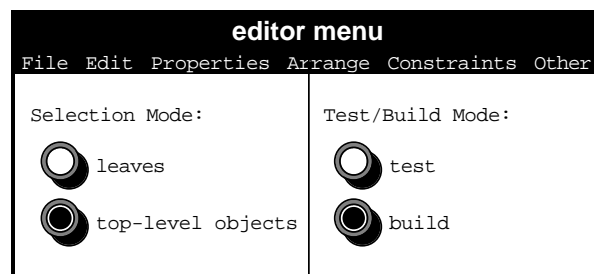 editor menu
File Edit Properties Arrange Constraints Other
Selection Mode:
leaves
top-level objects
Test/Build Mode:
test
build